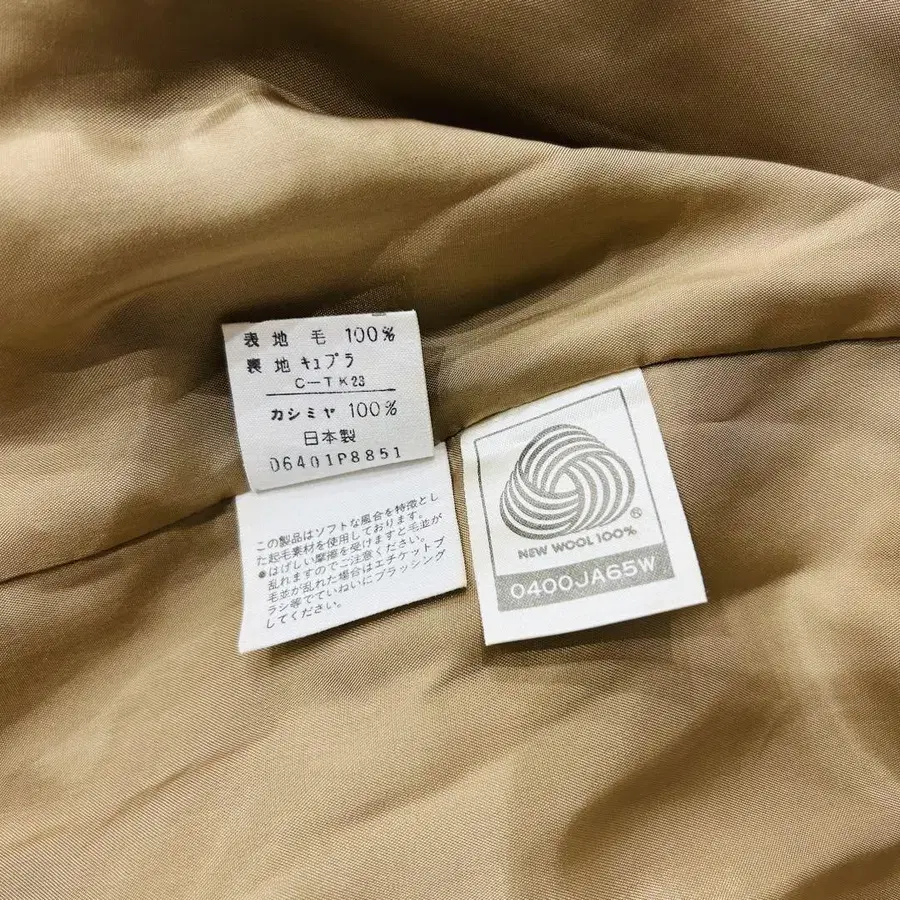 表地 毛 100%
裏地 キュプラ
C-TK23
カシミヤ 100%
日本製
06401P8851
この製品はソフトな風合を特徴とし
た起毛素材を使用しております。
●はげしい摩擦を受けますと毛並が
乱れますのでご注意ください。
毛並が乱れた場合はエチケットブ
ラシ等でていねいにブラッシング
してください。
®
NEW WOOL 100%
0400JA65W